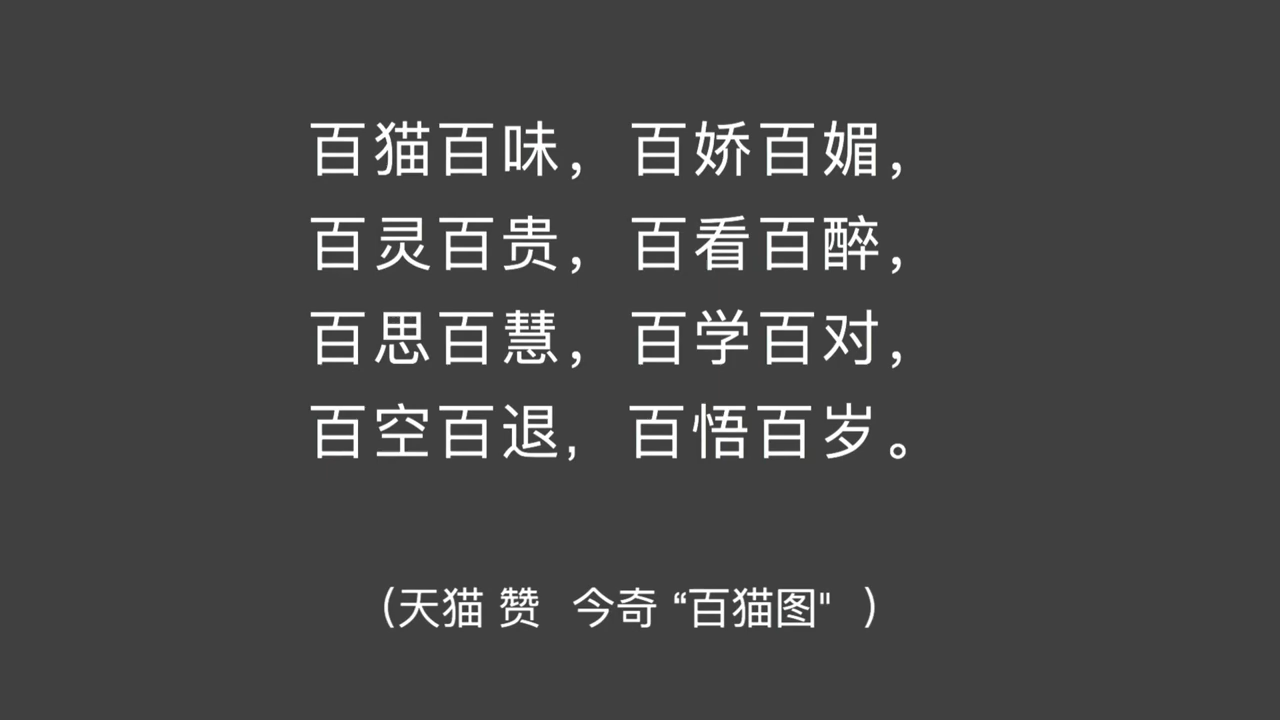 百猫百味，百娇百媚，
百灵百贵，百看百醉，
百思百慧，百学百对，
百空百退，百悟百岁。
（天猫 赞 今奇 “百猫图" ）